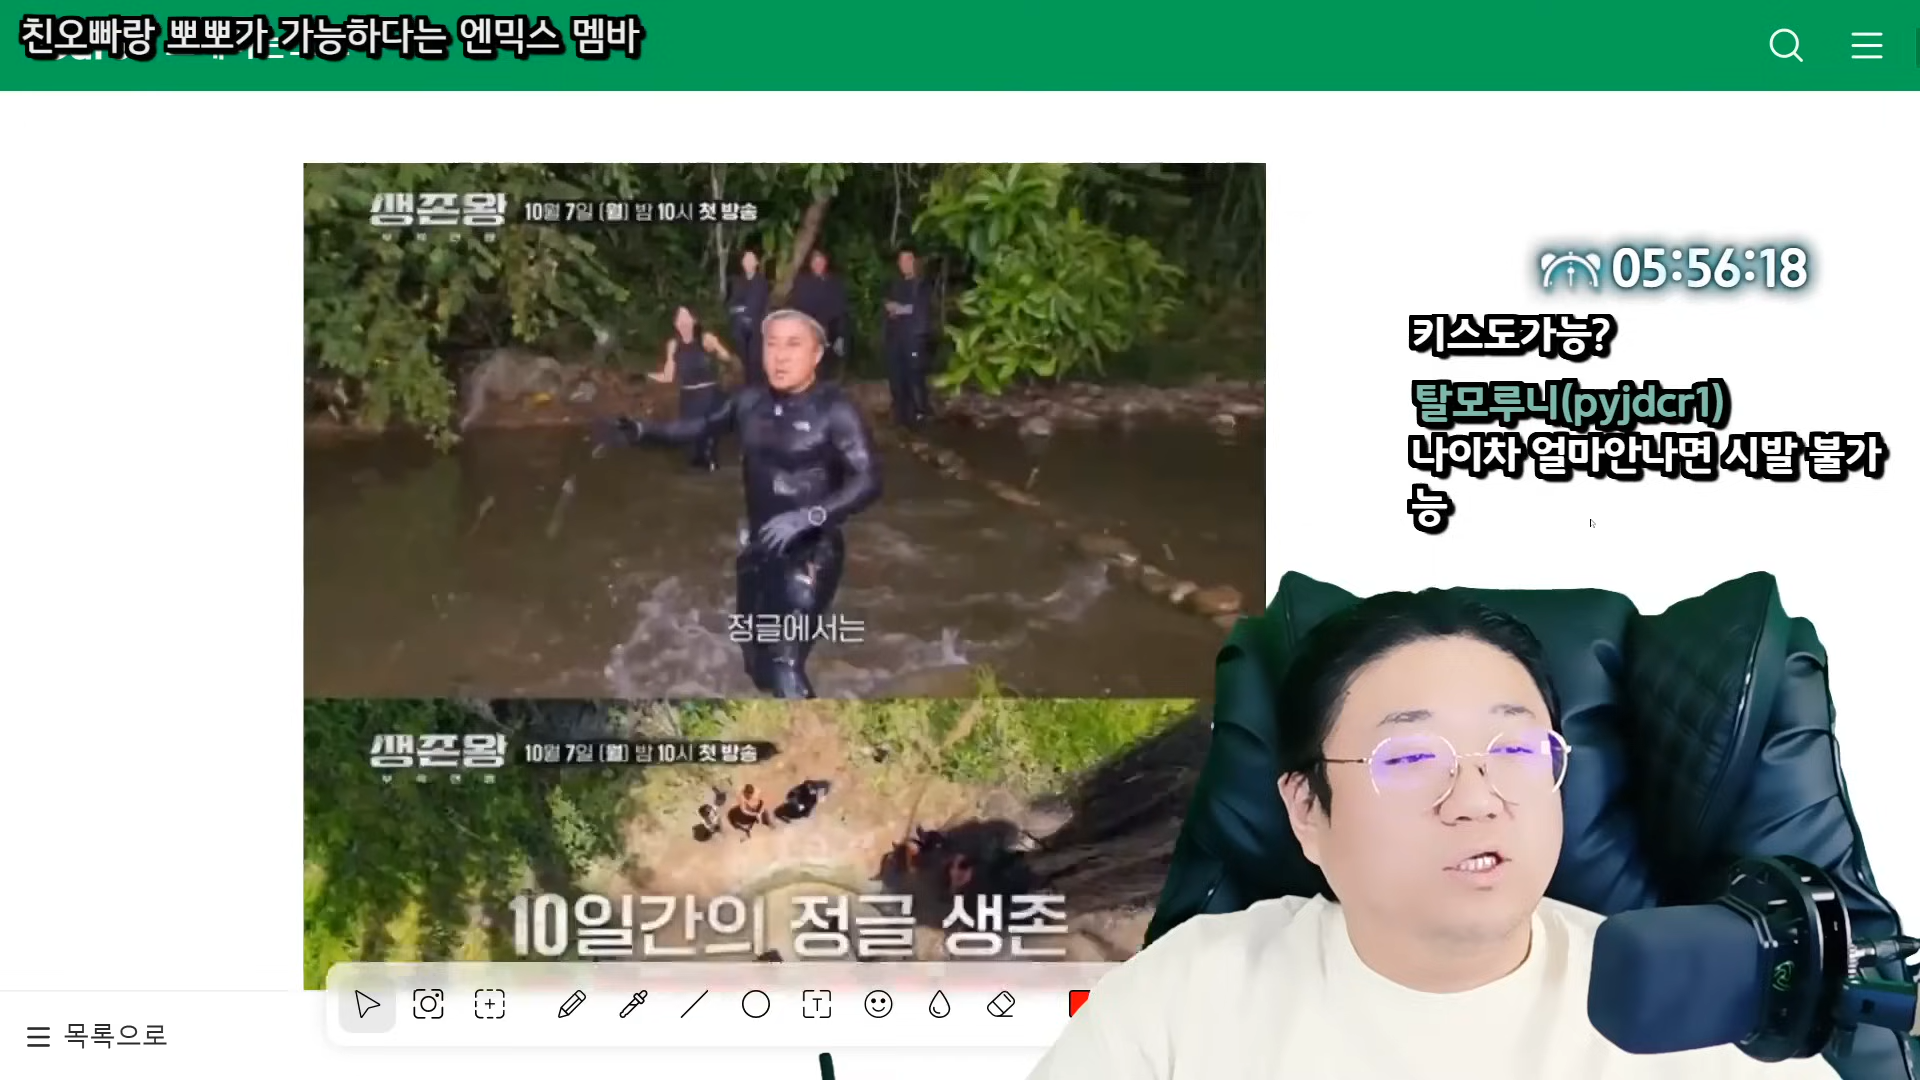 친오빠랑 뽀뽀가 가능하다는 엔믹스 멤바
생존왕 10월 7일 (월) 밤 10시 첫 방송
05:56:18
키스도가능?
탈모루니(pyjdcr1)
나이차 얼마안나면 시발 불가
능
정글에서는
생존왕 10월 7일 (월) 밤 10시 첫 방송
10일간의 정글 생존
T
목록으로